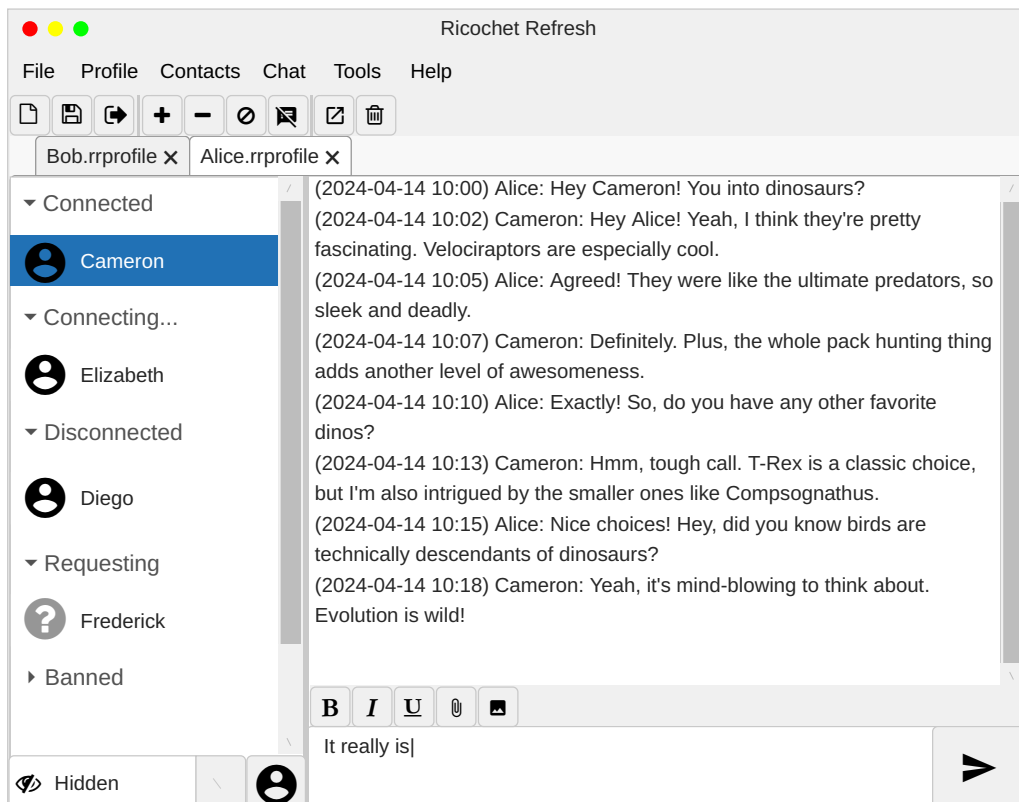 Ricochet Refresh
File Profile Contacts Chat Tools Help
Bob.rrprofile Alice.rrprofile
Connected
Cameron
Connecting...
Elizabeth
Disconnected
Diego
Requesting
Frederick
Banned
Hidden
(2024-04-14 10:00) Alice: Hey Cameron! You into dinosaurs?
(2024-04-14 10:02) Cameron: Hey Alice! Yeah, I think they're pretty
fascinating. Velociraptors are especially cool.
(2024-04-14 10:05) Alice: Agreed! They were like the ultimate predators, so
sleek and deadly.
(2024-04-14 10:07) Cameron: Definitely. Plus, the whole pack hunting thing
adds another level of awesomeness.
(2024-04-14 10:10) Alice: Exactly! So, do you have any other favorite
dinos?
(2024-04-14 10:13) Cameron: Hmm, tough call. T-Rex is a classic choice,
but I'm also intrigued by the smaller ones like Compsognathus.
(2024-04-14 10:15) Alice: Nice choices! Hey, did you know birds are
technically descendants of dinosaurs?
(2024-04-14 10:18) Cameron: Yeah, it's mind-blowing to think about.
Evolution is wild!
B I U
It really is